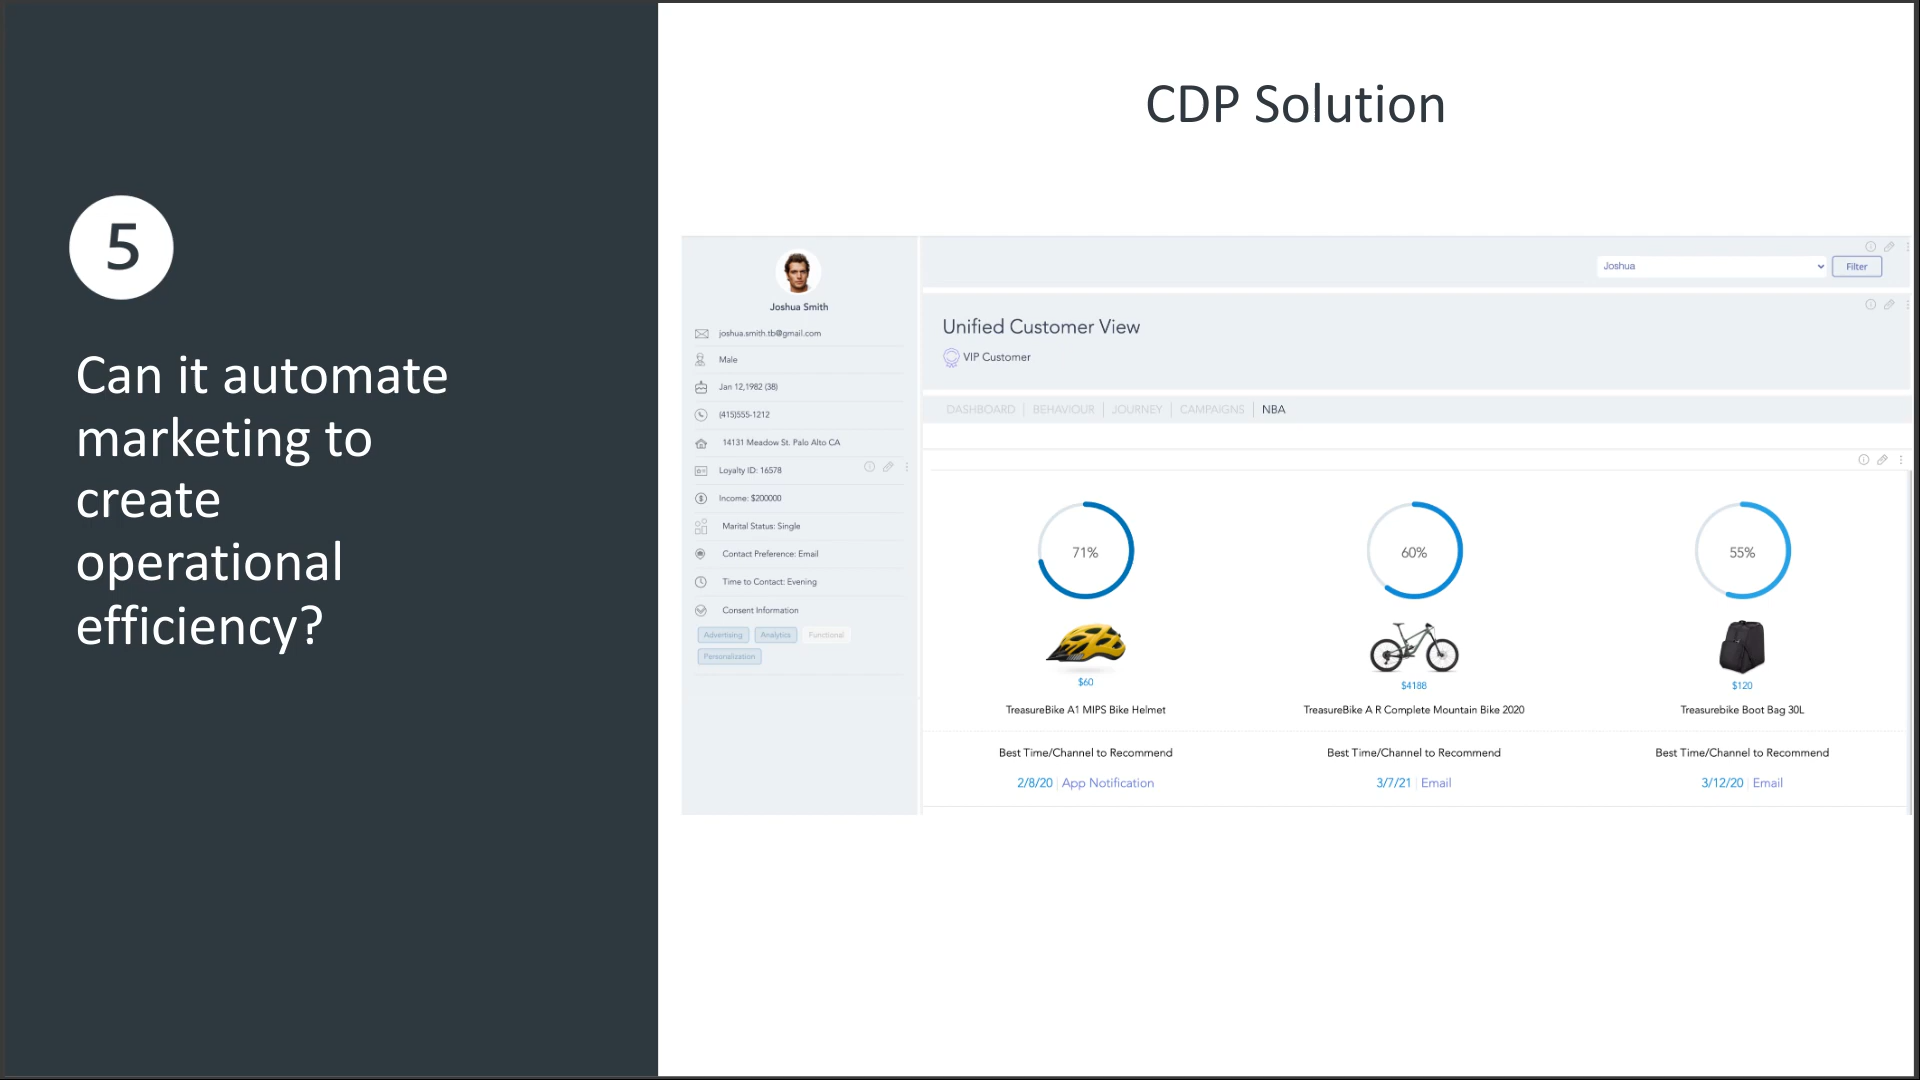 5
Can it automate
marketing to
create
operational
efficiency?
CDP Solution
Joshua Smith
joshua.smith.tb@gmail.com
Male
Jan 12,1982 (38)
(415)555-1212
14131 Meadow St. Palo Alto CA
Loyalty ID: 16578
Income: $200000
Marital Status: Single
Contact Preference: Email
Time to Contact: Evening
Consent Information
Advertising Analytics Functional
Personalization
Joshua Filter
Unified Customer View
VIP Customer
DASHBOARD | BEHAVIOUR | JOURNEY | CAMPAIGNS | NBA
71% 60% 55%
$60 $4188 $120
TreasureBike A1 MIPS Bike Helmet TreasureBike A R Complete Mountain Bike 2020 Treasurebike Boot Bag 30L
Best Time/Channel to Recommend Best Time/Channel to Recommend Best Time/Channel to Recommend
2/8/20 | App Notification 3/7/21 | Email 3/12/20 | Email